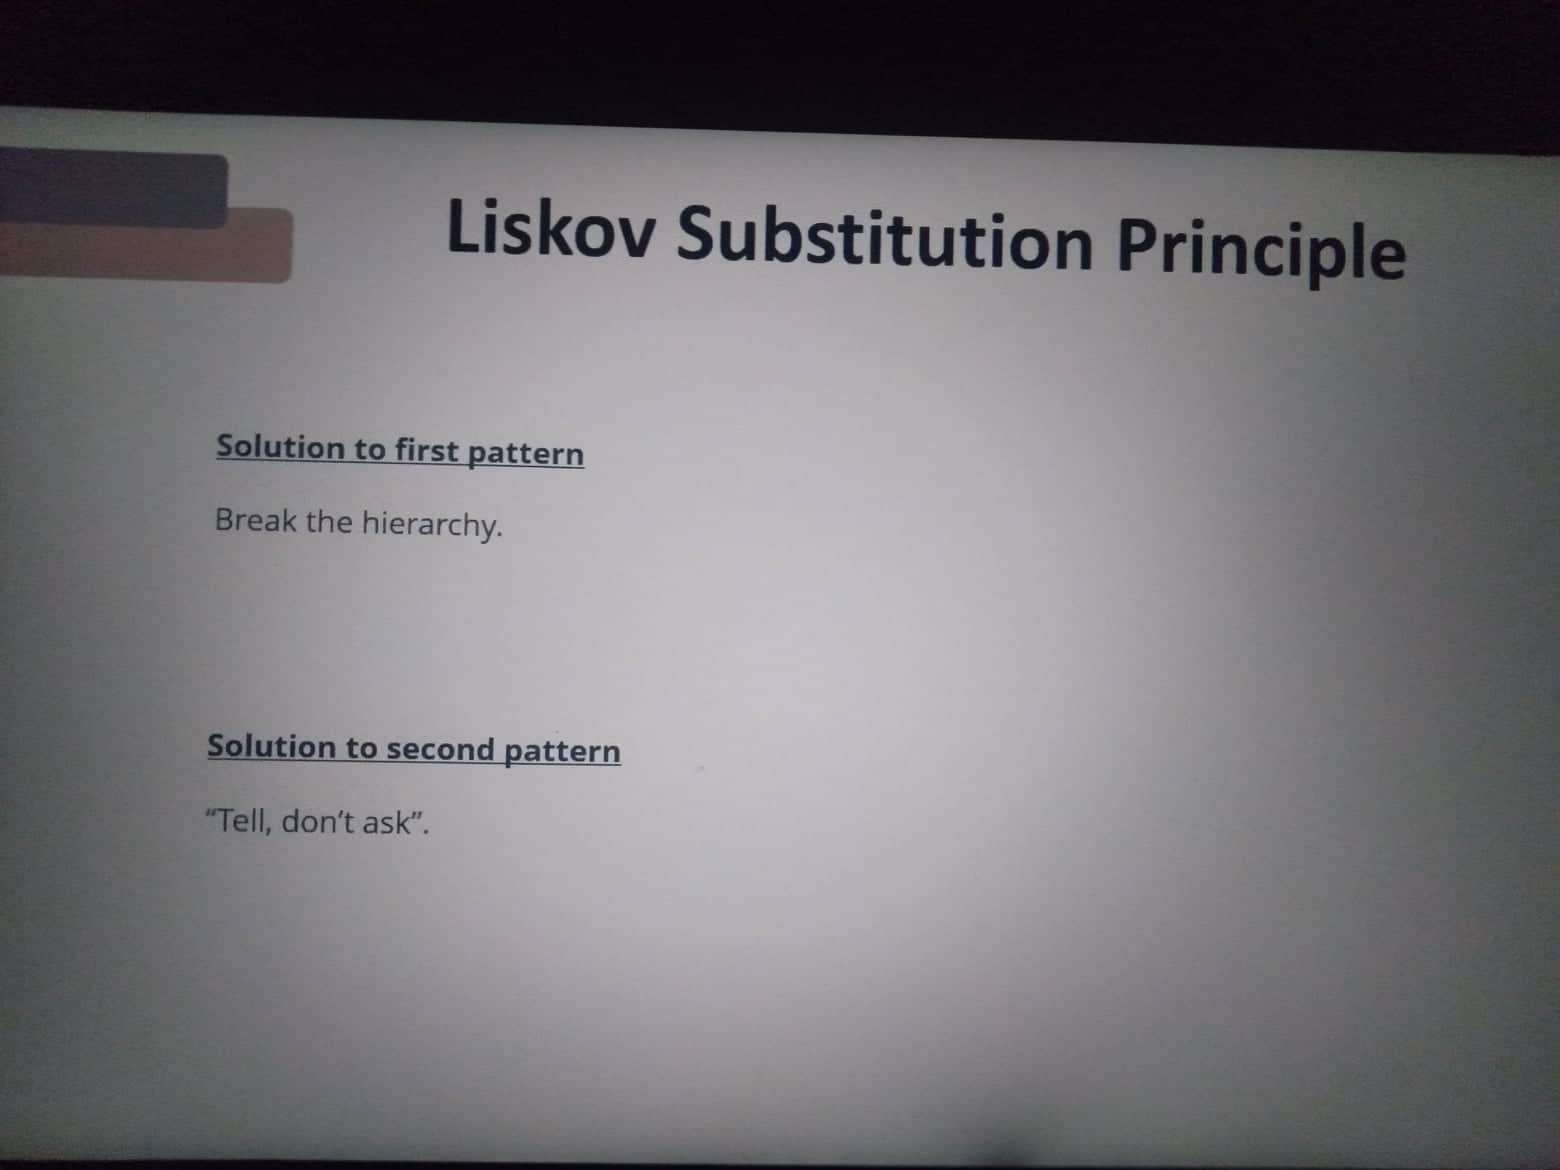 Liskov Substitution Principle
Solution to first pattern
Break the hierarchy.
Solution to second pattern
“Tell, don’t ask”.